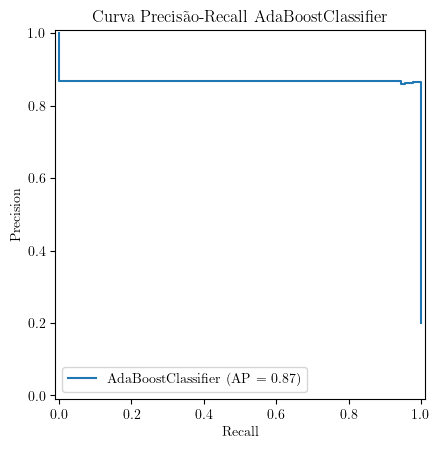 Curva Precisão-Recall AdaBoostClassifier
1.0
0.8
0.6
0.4
0.2
0.0
Precision
AdaBoostClassifier (AP = 0.87)
0.0 0.2 0.4 0.6 0.8 1.0
Recall